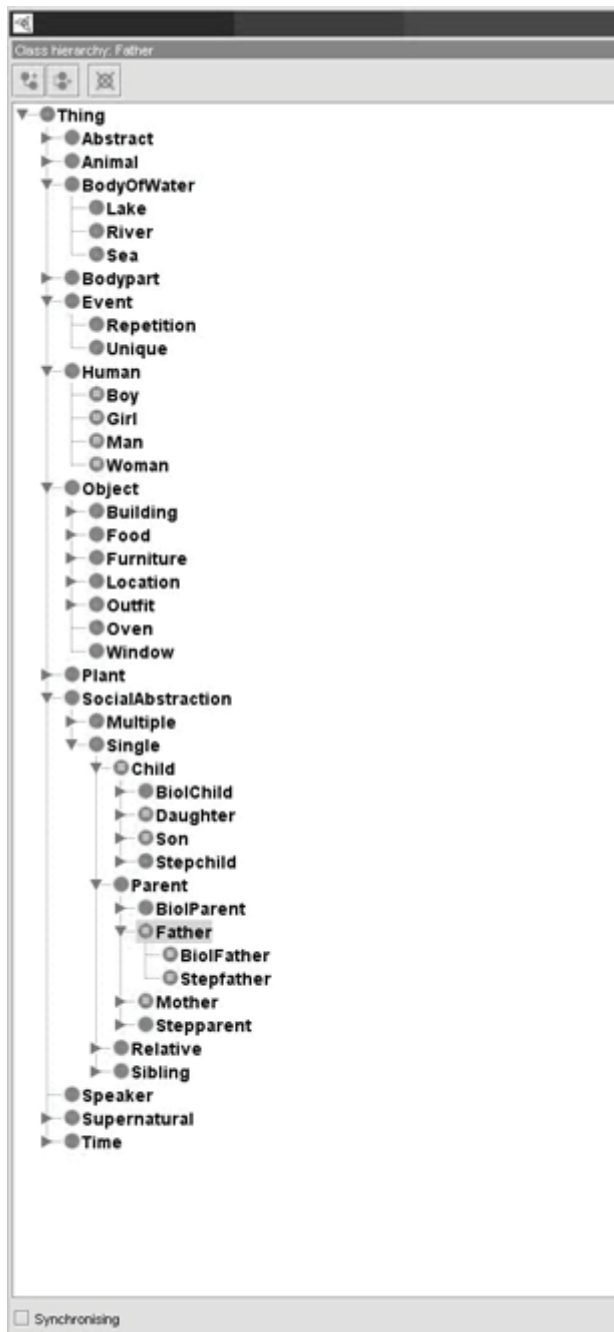 Class hierarchy: Father
Thing
Abstract
Animal
BodyOfWater
Lake
River
Sea
Bodypart
Event
Repetition
Unique
Human
Boy
Girl
Man
Woman
Object
Building
Food
Furniture
Location
Outfit
Oven
Window
Plant
SocialAbstraction
Multiple
Single
Child
BiolChild
Daughter
Son
Stepchild
Parent
BiolParent
Father
BiolFather
Stepfather
Mother
Stepparent
Relative
Sibling
Speaker
Supernatural
Time
Synchronising